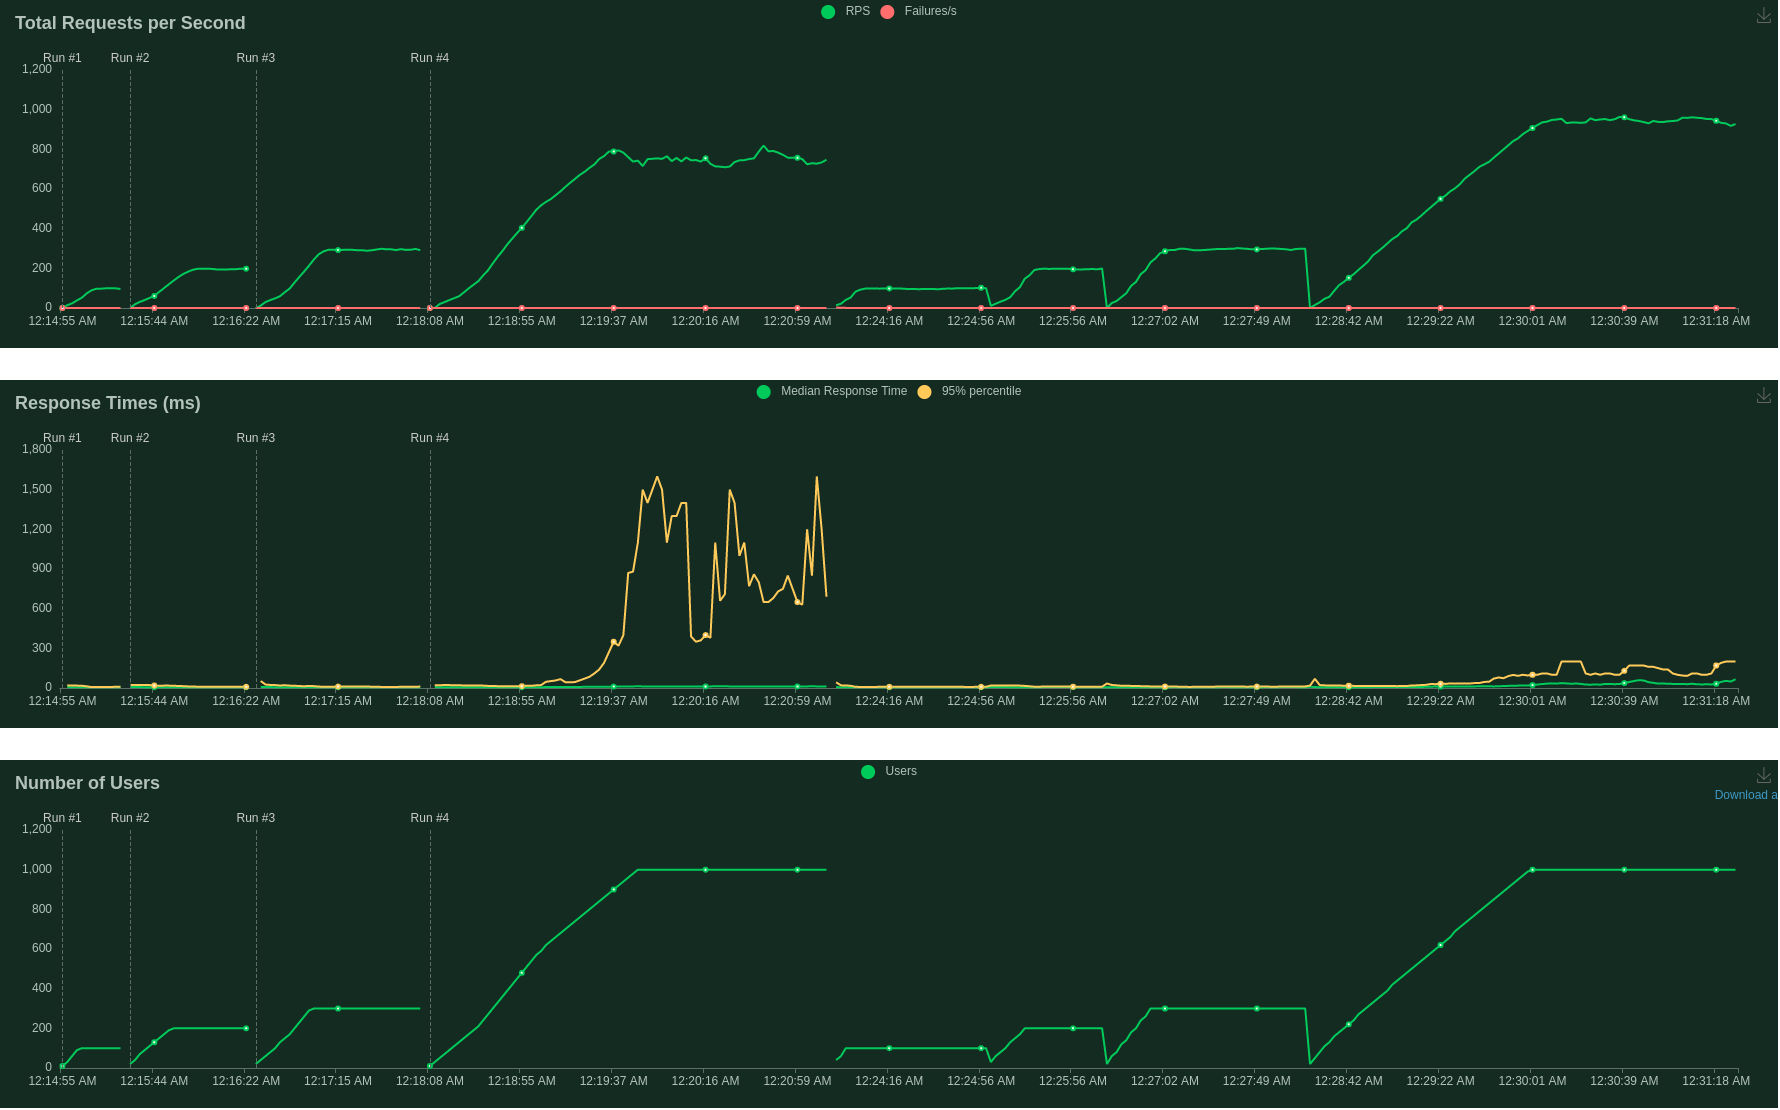 Total Requests per Second
RPS Failures/s
Run #1 Run #2 Run #3 Run #4
1,200
1,000
800
600
400
200
0
12:14:55 AM 12:15:44 AM 12:16:22 AM 12:17:15 AM 12:18:08 AM 12:18:55 AM 12:19:37 AM 12:20:16 AM 12:20:59 AM 12:24:16 AM 12:24:56 AM 12:25:56 AM 12:27:02 AM 12:27:49 AM 12:28:42 AM 12:29:22 AM 12:30:01 AM 12:30:39 AM 12:31:18 AM
Response Times (ms)
Median Response Time 95% percentile
Run #1 Run #2 Run #3 Run #4
1,800
1,500
1,200
900
600
300
0
12:14:55 AM 12:15:44 AM 12:16:22 AM 12:17:15 AM 12:18:08 AM 12:18:55 AM 12:19:37 AM 12:20:16 AM 12:20:59 AM 12:24:16 AM 12:24:56 AM 12:25:56 AM 12:27:02 AM 12:27:49 AM 12:28:42 AM 12:29:22 AM 12:30:01 AM 12:30:39 AM 12:31:18 AM
Number of Users
Users
Download a
Run #1 Run #2 Run #3 Run #4
1,200
1,000
800
600
400
200
0
12:14:55 AM 12:15:44 AM 12:16:22 AM 12:17:15 AM 12:18:08 AM 12:18:55 AM 12:19:37 AM 12:20:16 AM 12:20:59 AM 12:24:16 AM 12:24:56 AM 12:25:56 AM 12:27:02 AM 12:27:49 AM 12:28:42 AM 12:29:22 AM 12:30:01 AM 12:30:39 AM 12:31:18 AM